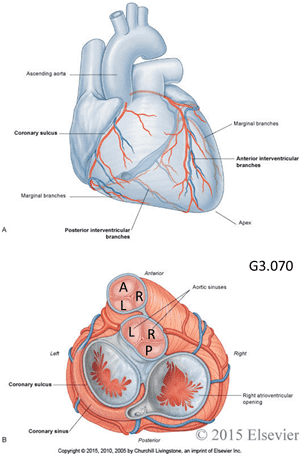 Ascending aorta
Marginal branches
Coronary sulcus
Anterior interventricular
branches
Marginal branches
Apex
Posterior interventricular
branches
A
G3.070
Anterior
A
R
L
Aortic sinuses
L
R
P
Left
Right
Coronary sulcus
Right atrioventricular
opening
Coronary sinus
B
Posterior
© 2015 Elsevier
Copyright © 2015, 2010, 2005 by Churchill Livingstone, an imprint of Elsevier Inc.